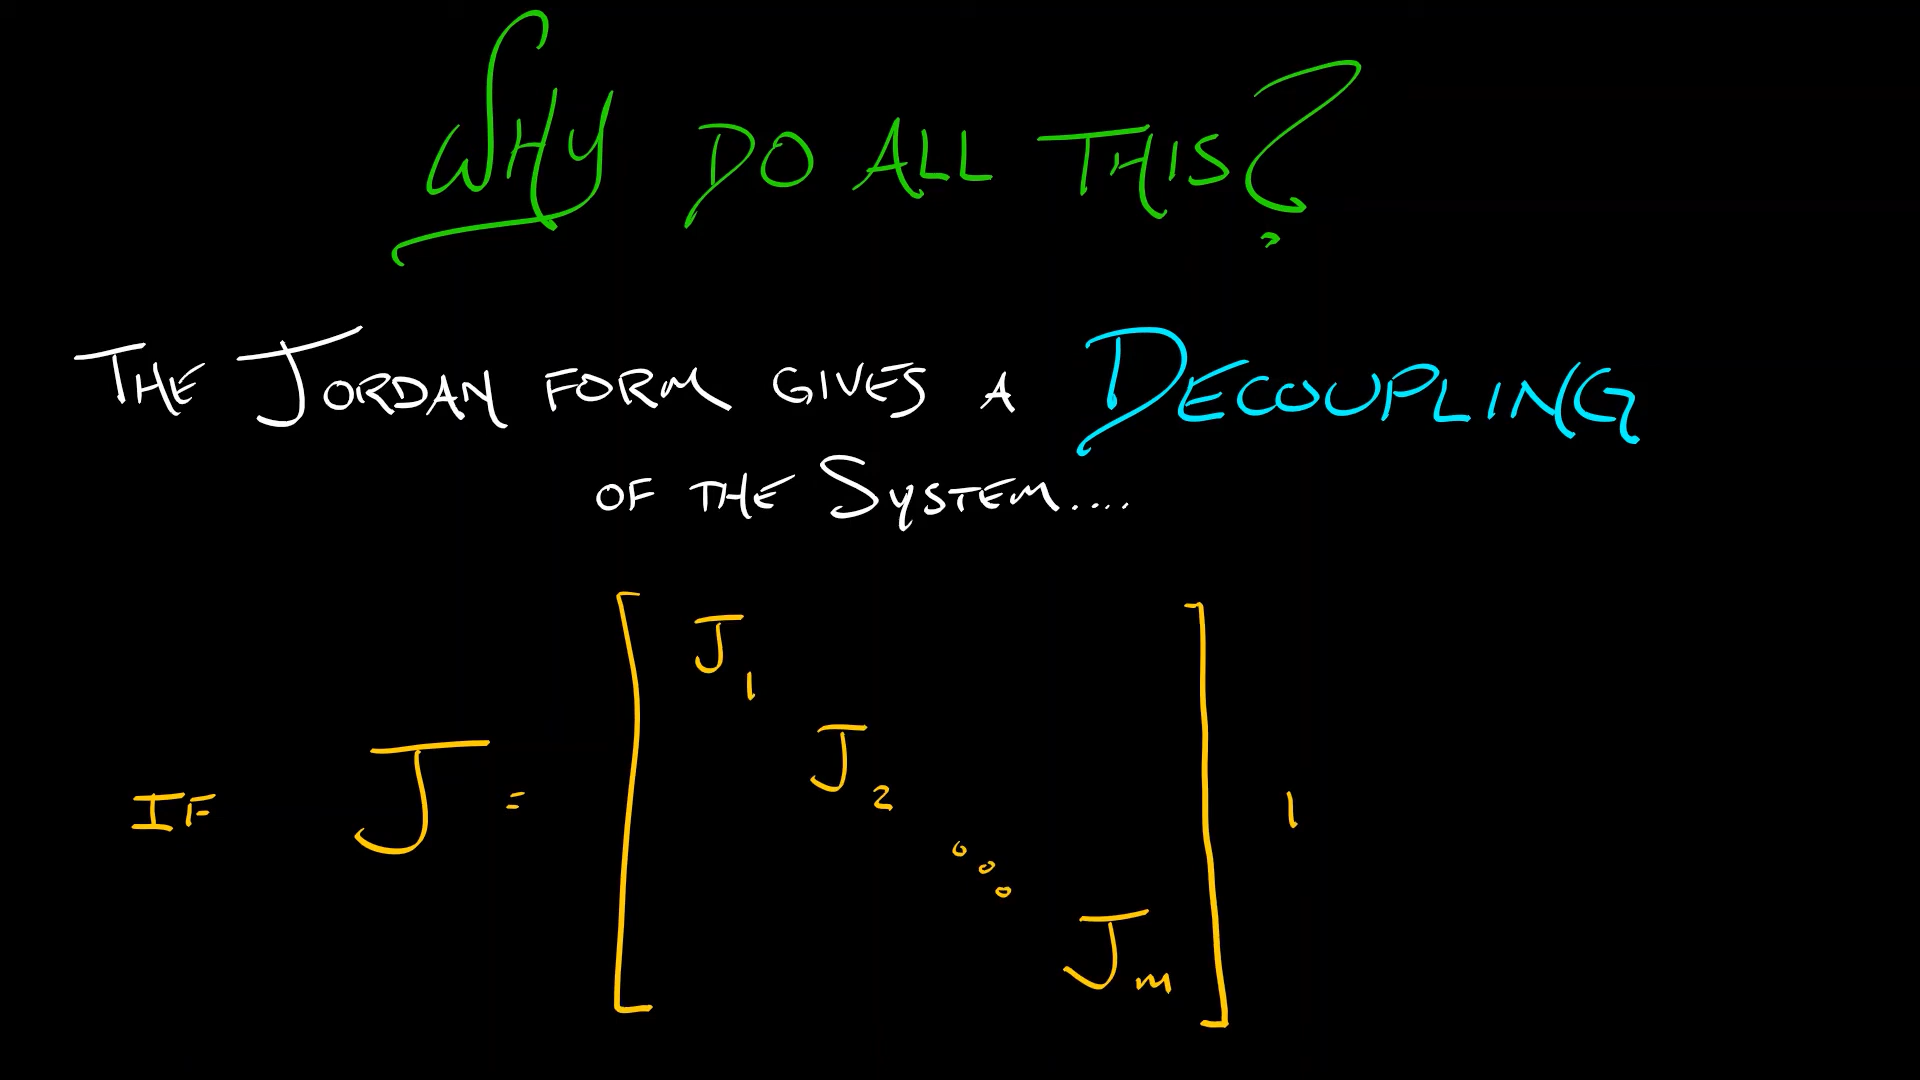 WHY DO ALL THIS?
THE JORDAN FORM GIVES A DECOUPLING
OF THE SYSTEM....
J1
J2
IF J = ,
Jm